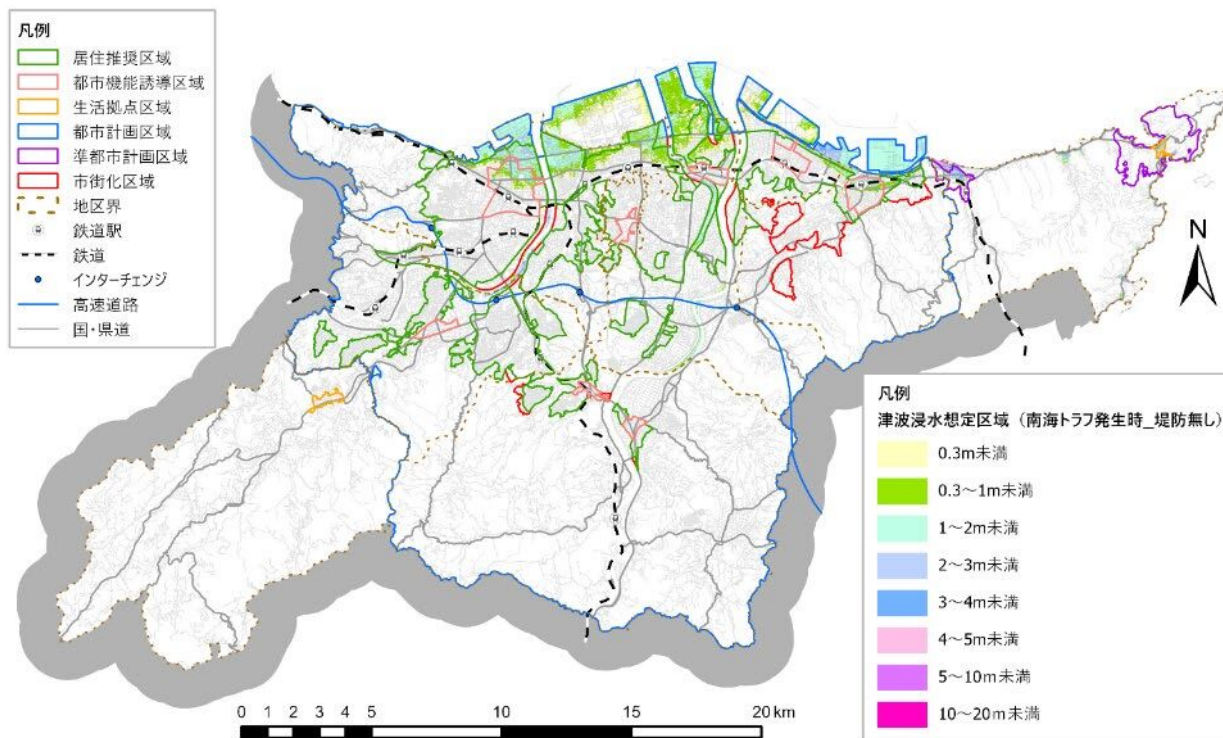 凡例
居住推奨区域
都市機能誘導区域
生活拠点区域
都市計画区域
準都市計画区域
市街化区域
地区界
鉄道駅
鉄道
インターチェンジ
高速道路
国・県道
N
凡例
津波浸水想定区域（南海トラフ発生時_堤防無し）
0.3m未満
0.3～1m未満
1～2m未満
2～3m未満
3～4m未満
4～5m未満
5～10m未満
10～20m未満
0 1 2 3 4 5 10 15 20 km